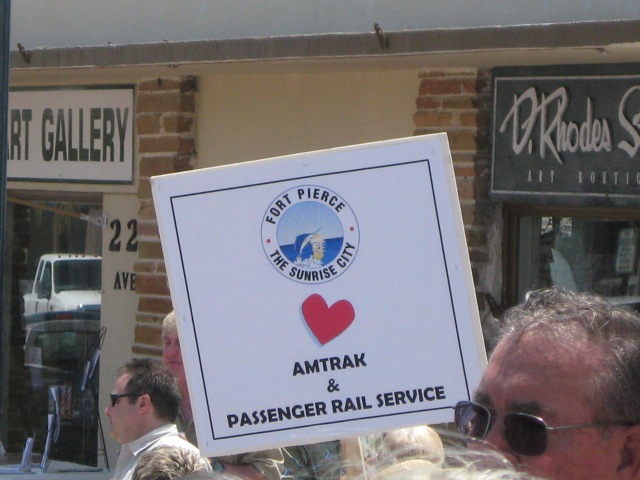 ART GALLERY
D. Rhodes
ART BOUTIQ
22
AVE
FORT PIERCE
THE SUNRISE CITY
AMTRAK
&
PASSENGER RAIL SERVICE